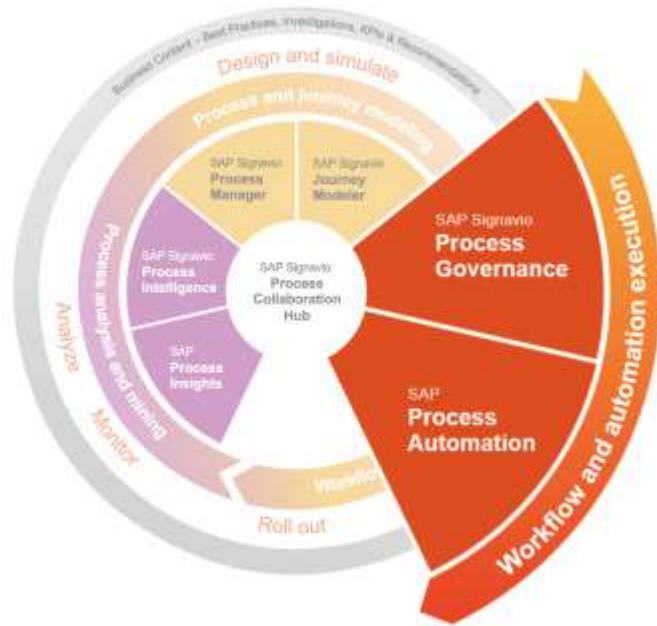 Business Content – Best Practices, Investigations, KPIs & Recommendations
Design and simulate
Process and journey modeling
SAP Signavio
Process
Manager
SAP Signavio
Journey
Modeler
SAP Signavio
Process
Governance
SAP
Process
Automation
Workflow and automation execution
SAP Signavio
Process
Collaboration
Hub
SAP Signavio
Process
Intelligence
SAP
Process
Insights
Process analysis and mining
Analyze
Monitor
Workflow
Roll out